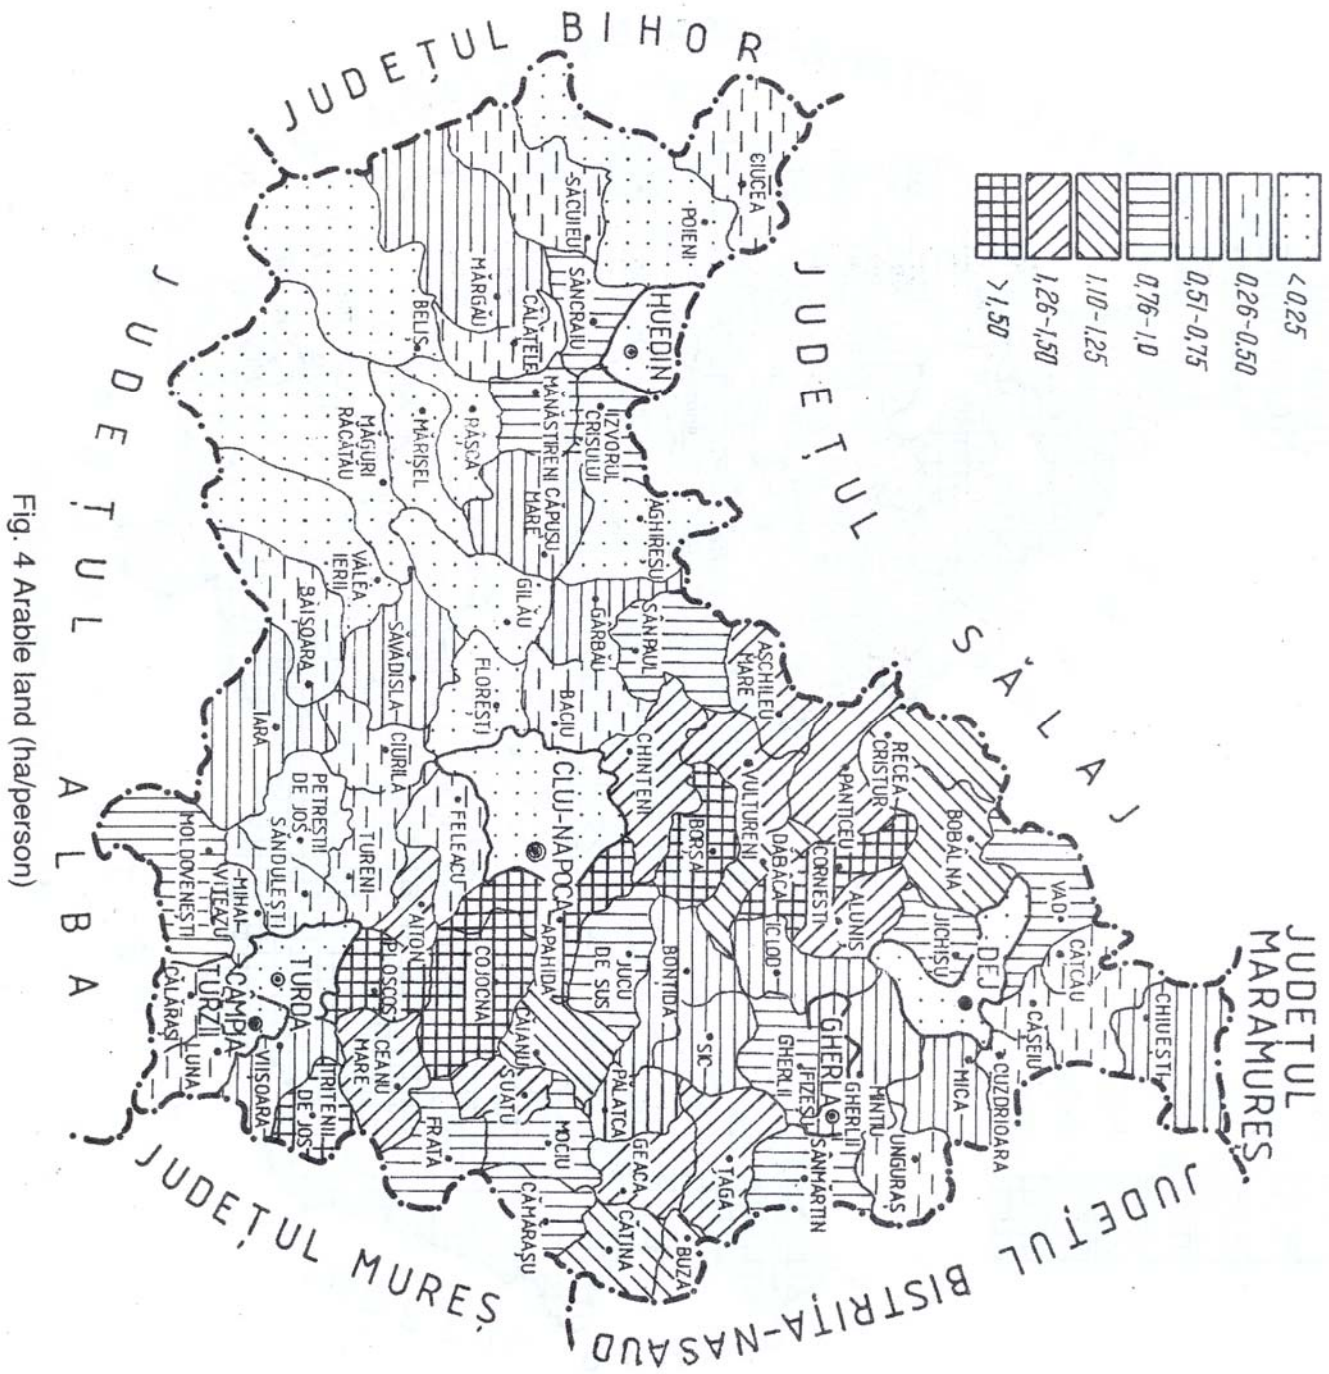 JUDEȚUL BIHOR
JUDEȚUL SĂLAJ
JUDEȚUL
MARAMUREȘ
JUDEȚUL BISTRIȚA-NASAUD
JUDEȚUL MUREȘ
JUDEȚUL ALBA
< 0,25
0,26-0,50
0,51-0,75
0,76-1,0
1,10-1,25
1,26-1,50
>1,50
CIUCEA
POIENI
SĂCUIEU
SÂNCRAIU
HUEDIN
MĂRGĂU
CĂLĂȚELE
BELIȘ
IZVORUL
CRIȘULUI
MĂNĂSTIRENI
RÂȘCA
MĂRIȘEL
MĂGURI
RĂCĂTĂU
CĂPUȘU
MARE
AGHIREȘU
VALEA
IERII
BĂIȘOARA
GILĂU
SĂVĂDISLA
GÂRBĂU
SÂNPAUL
AȘCHILEU
MARE
FLOREȘTI
BACIU
IARA
CIURILA
CHINTENI
CLUJ-NAPOCA
VULTURENI
PANTICEU
RECEA
CRISTUR
BOBÂLNA
VAD
PETREȘTII
DE JOS
TURENI
FELEACU
BORȘA
DĂBÂCA
CORNEȘTI
ALUNIȘ
JICHIȘU
DEJ
CÂȚCĂU
CĂȘEIU
CHIUEȘTI
SĂNDULEȘTI
MOLDOVENEȘTI
MIHAI-
VITEAZU
AITON
PLOSCOȘ
COJOCNA
APAHIDA
JUCU
DE SUS
BONȚIDA
ICLOD
TURDA
CÂMPIA
TURZII
CĂLĂRAȘI
LUNA
VIIȘOARA
TRITENII
DE JOS
CEANU
MARE
CĂIANU
SUATU
FRATA
MOCIU
CĂMĂRAȘU
PĂLATCA
GEACA
CĂTINA
BUZA
ȚAGA
SIC
FIZEȘU
GHERLII
GHERLA
MINTIU
GHERLII
SÂNMĂRTIN
UNGURAȘ
MICA
CUZDRIOARA
Fig. 4 Arable land (ha/person)